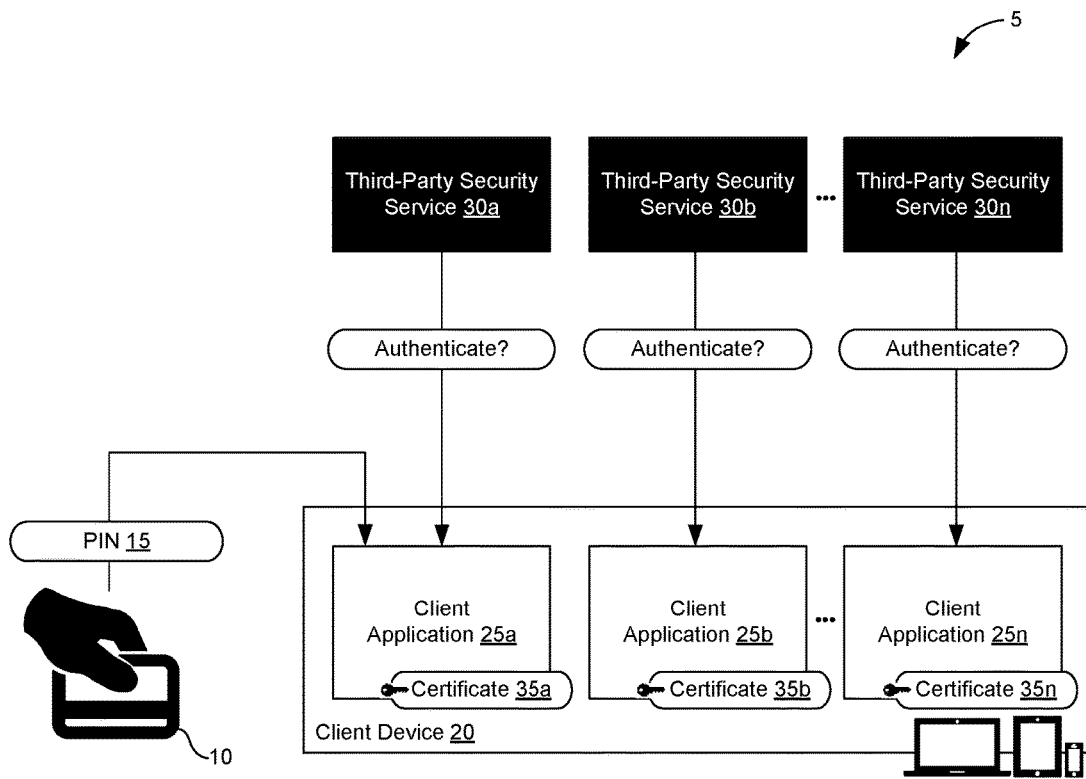 5
Third-Party Security
Service 30a
Third-Party Security
Service 30b
...
Third-Party Security
Service 30n
Authenticate?
Authenticate?
Authenticate?
PIN 15
Client
Application 25a
Client
Application 25b
...
Client
Application 25n
Certificate 35a
Certificate 35b
Certificate 35n
Client Device 20
10